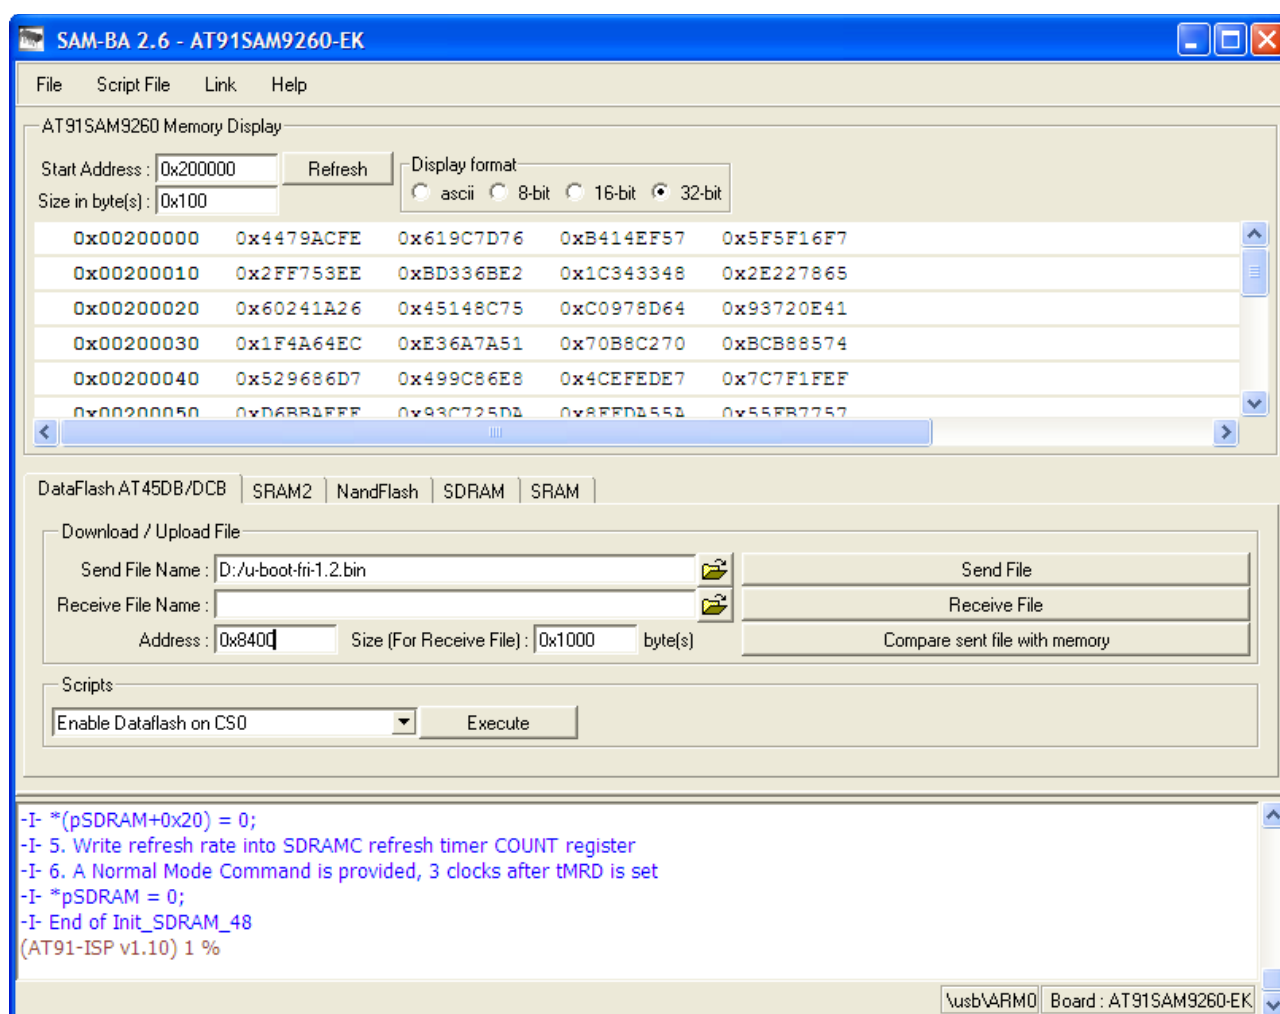 SAM-BA 2.6 - AT91SAM9260-EK
File Script File Link Help
AT91SAM9260 Memory Display
Start Address : 0x200000 Refresh Display format
Size in byte(s) : 0x100 ascii 8-bit 16-bit 32-bit
0x00200000 0x4479ACFE 0x619C7D76 0xB414EF57 0x5F5F16F7
0x00200010 0x2FF753EE 0xBD336BE2 0x1C343348 0x2E227865
0x00200020 0x60241A26 0x45148C75 0xC0978D64 0x93720E41
0x00200030 0x1F4A64EC 0xE36A7A51 0x70B8C270 0xBCB88574
0x00200040 0x529686D7 0x499C86E8 0x4CEFEDE7 0x7C7F1FEF
0x00200050 0x93C725DA
DataFlash AT45DB/DCB SRAM2 NandFlash SDRAM SRAM
Download / Upload File
Send File Name : D:/u-boot-fri-1.2.bin Send File
Receive File Name : Receive File
Address : 0x8400 Size (For Receive File) : 0x1000 byte(s) Compare sent file with memory
Scripts
Enable Dataflash on CS0 Execute
-I- *(pSDRAM+0x20) = 0;
-I- 5. Write refresh rate into SDRAMC refresh timer COUNT register
-I- 6. A Normal Mode Command is provided, 3 clocks after tMRD is set
-I- *pSDRAM = 0;
-I- End of Init_SDRAM_48
(AT91-ISP v1.10) 1 %
\usb\ARM0 Board : AT91SAM9260-EK